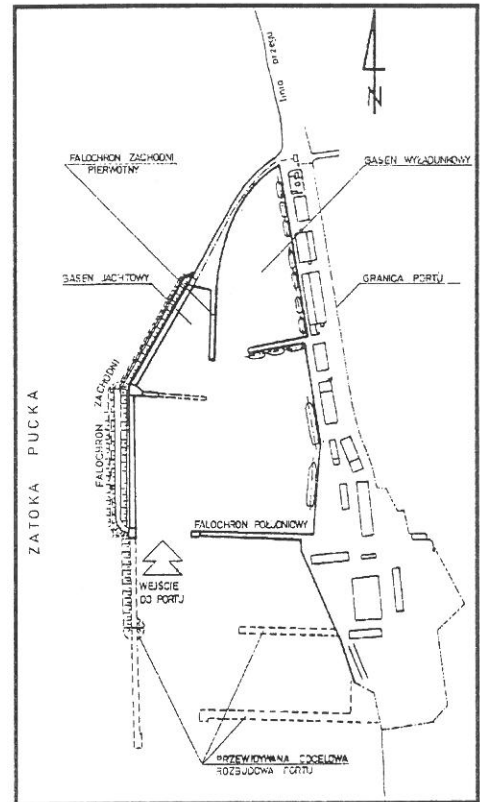 linia brzegu
N
FALOCHRON ZACHODNI
PIERWOTNY
BASEN WYŁADUNKOWY
BASEN JACHTOWY
GRANICA PORTU
FALOCHRON ZACHODNI
ZATOKA PUCKA
FALOCHRON POŁUDNIOWY
WEJŚCIE
DO PORTU
PRZEWIDYWANA DOCELOWA
ROZBUDOWA PORTU